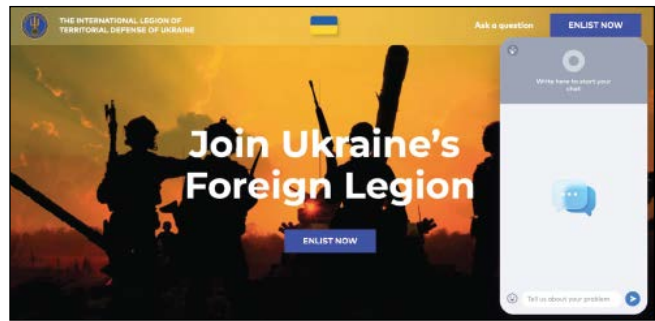 THE INTERNATIONAL LEGION OF
TERRITORIAL DEFENSE OF UKRAINE
Ask a question
ENLIST NOW
Join Ukraine's
Foreign Legion
ENLIST NOW
Write here to start your
chat
Tell us about your problem